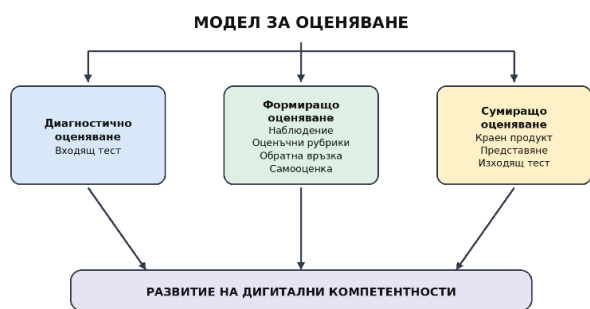 МОДЕЛ ЗА ОЦЕНЯВАНЕ
Диагностично
оценяване
Входящ тест
Формиращо
оценяване
Наблюдение
Оценъчни рубрики
Обратна връзка
Самооценка
Сумиращо
оценяване
Краен продукт
Представяне
Изходящ тест
РАЗВИТИЕ НА ДИГИТАЛНИ КОМПЕТЕНТНОСТИ